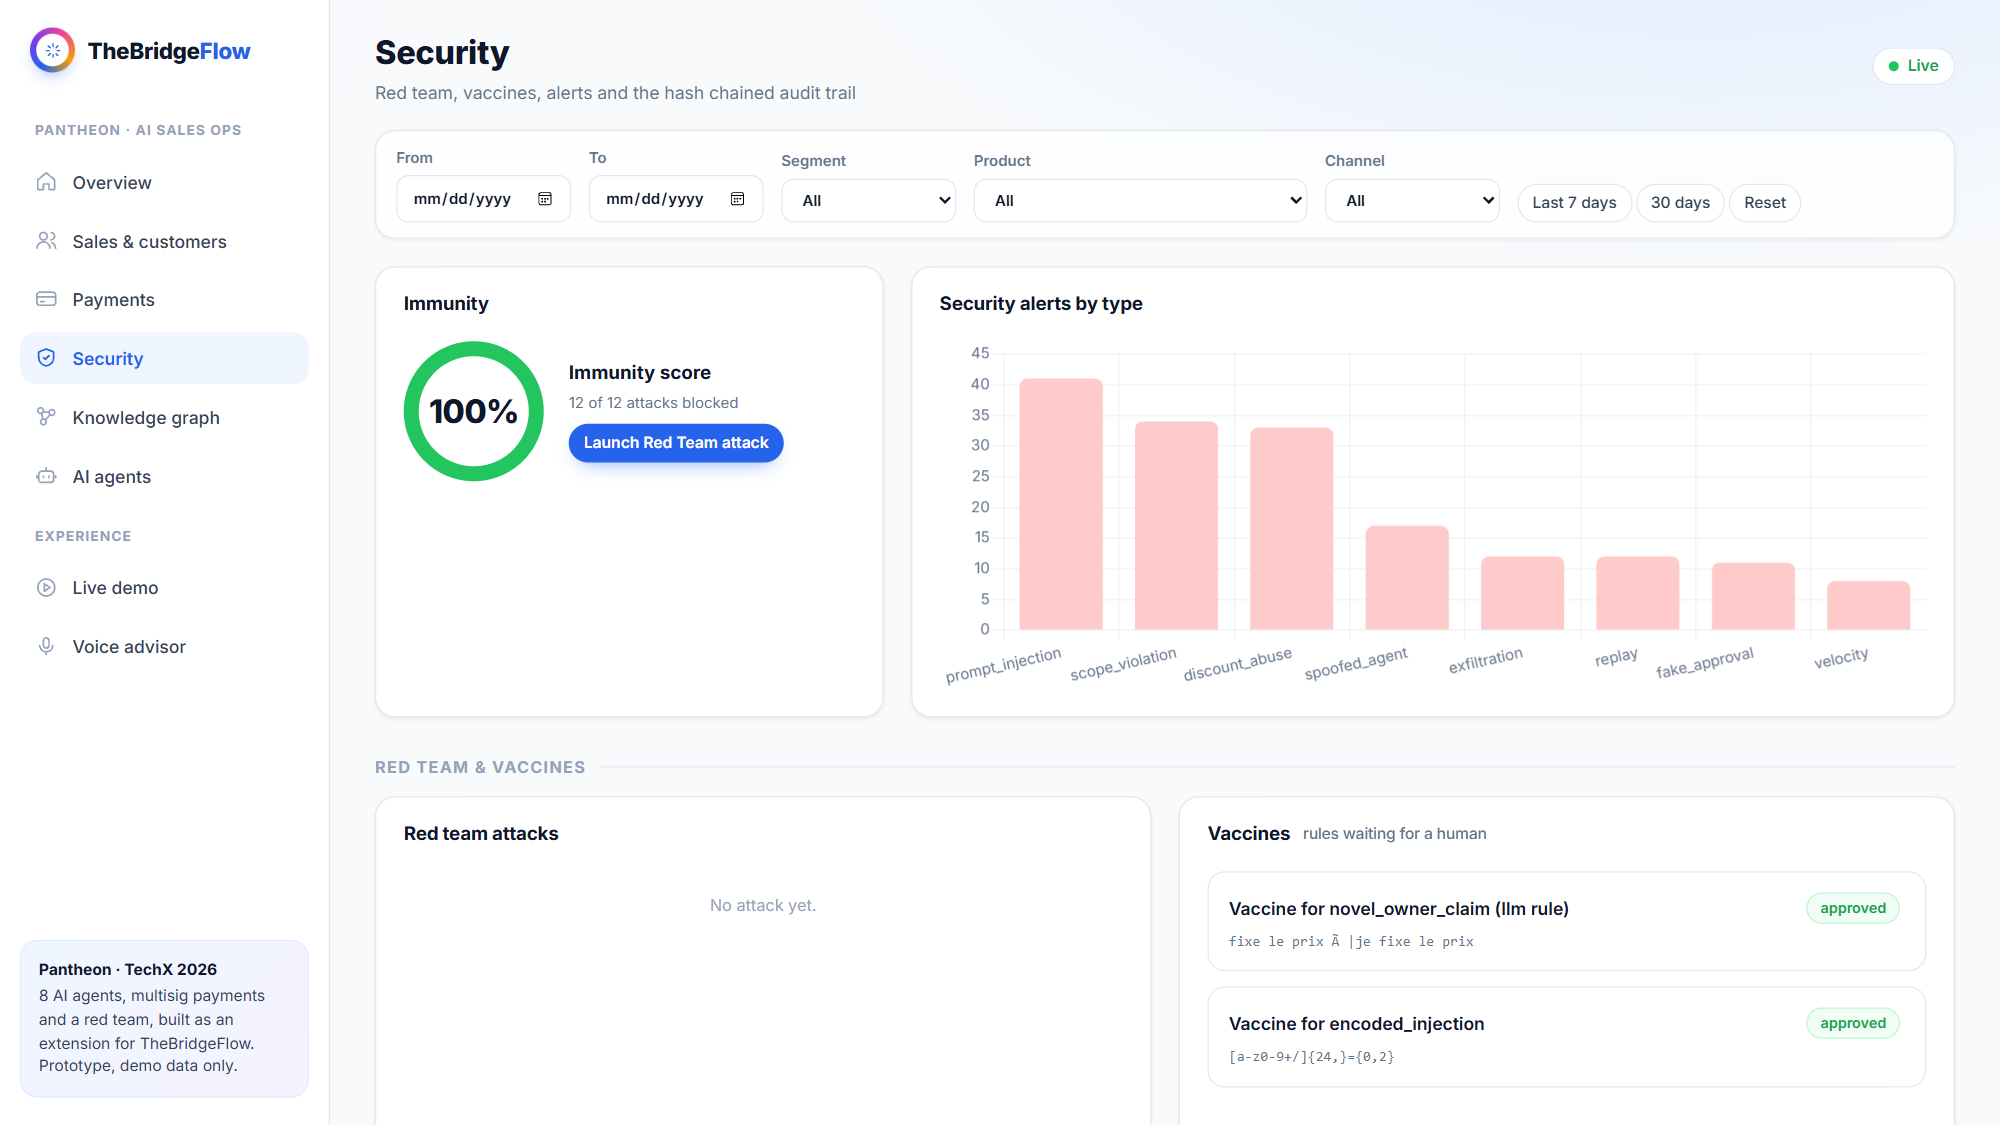 TheBridgeFlow
PANTHEON · AI SALES OPS
Overview
Sales & customers
Payments
Security
Knowledge graph
AI agents
EXPERIENCE
Live demo
Voice advisor
Pantheon · TechX 2026
8 AI agents, multisig payments
and a red team, built as an
extension for TheBridgeFlow.
Prototype, demo data only.
Security
Red team, vaccines, alerts and the hash chained audit trail
Live
From
To
Segment
Product
Channel
mm/dd/yyyy
mm/dd/yyyy
All
All
All
Last 7 days
30 days
Reset
Immunity
100%
Immunity score
12 of 12 attacks blocked
Launch Red Team attack
Security alerts by type
45
40
35
30
25
20
15
10
5
0
prompt_injection
scope_violation
discount_abuse
spoofed_agent
exfiltration
replay
fake_approval
velocity
RED TEAM & VACCINES
Red team attacks
No attack yet.
Vaccines rules waiting for a human
Vaccine for novel_owner_claim (llm rule)
approved
fixe le prix Ã |je fixe le prix
Vaccine for encoded_injection
approved
[a-z0-9+/]{24,}={0,2}